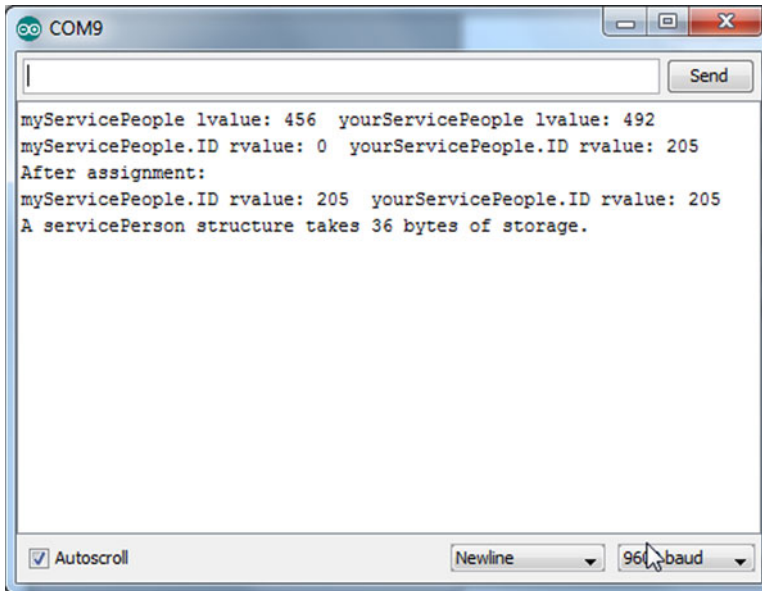 COM9
Send
myServicePeople lvalue: 456 yourServicePeople lvalue: 492
myServicePeople.ID rvalue: 0 yourServicePeople.ID rvalue: 205
After assignment:
myServicePeople.ID rvalue: 205 yourServicePeople.ID rvalue: 205
A servicePerson structure takes 36 bytes of storage.
Autoscroll
Newline
baud